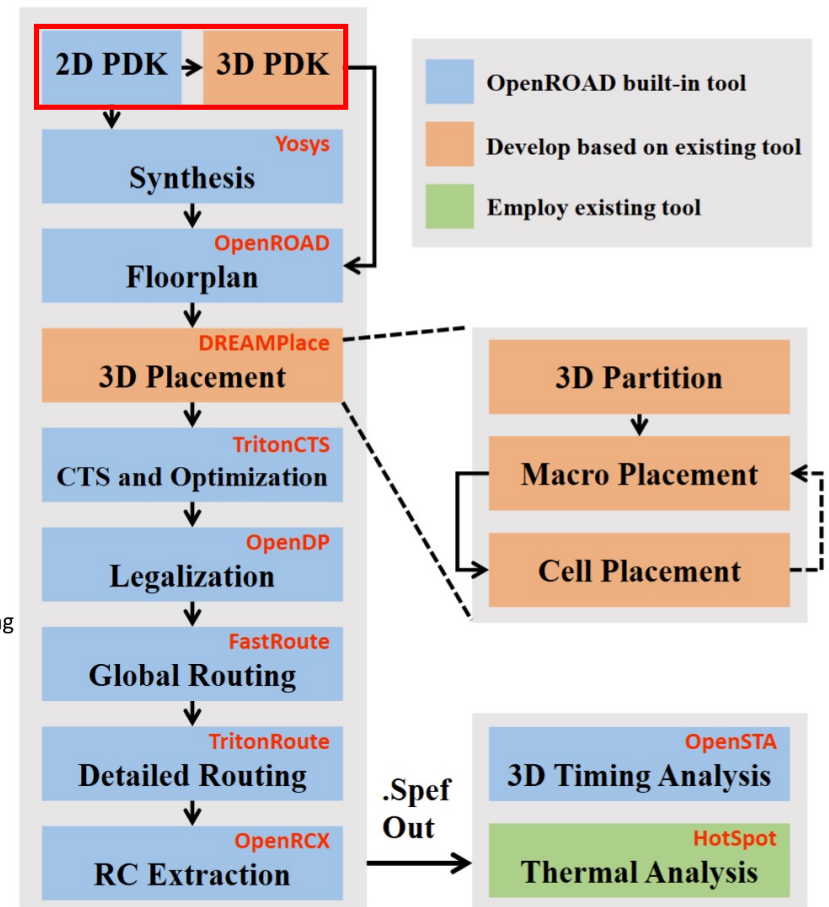 2D PDK
3D PDK
Yosys
Synthesis
OpenROAD
Floorplan
DREAMPlace
3D Placement
TritonCTS
CTS and Optimization
OpenDP
Legalization
FastRoute
Global Routing
TritonRoute
Detailed Routing
OpenRCX
RC Extraction
OpenROAD built-in tool
Develop based on existing tool
Employ existing tool
3D Partition
Macro Placement
Cell Placement
.Spef
Out
OpenSTA
3D Timing Analysis
HotSpot
Thermal Analysis